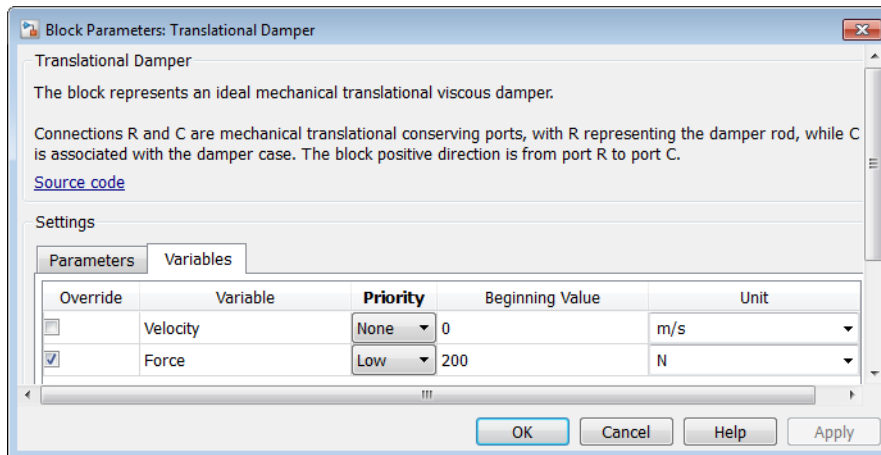 Block Parameters: Translational Damper
Translational Damper
The block represents an ideal mechanical translational viscous damper.
Connections R and C are mechanical translational conserving ports, with R representing the damper rod, while C
is associated with the damper case. The block positive direction is from port R to port C.
Source code
Settings
Parameters Variables
Override Variable Priority Beginning Value Unit
Velocity None 0 m/s
Force Low 200 N
OK Cancel Help Apply